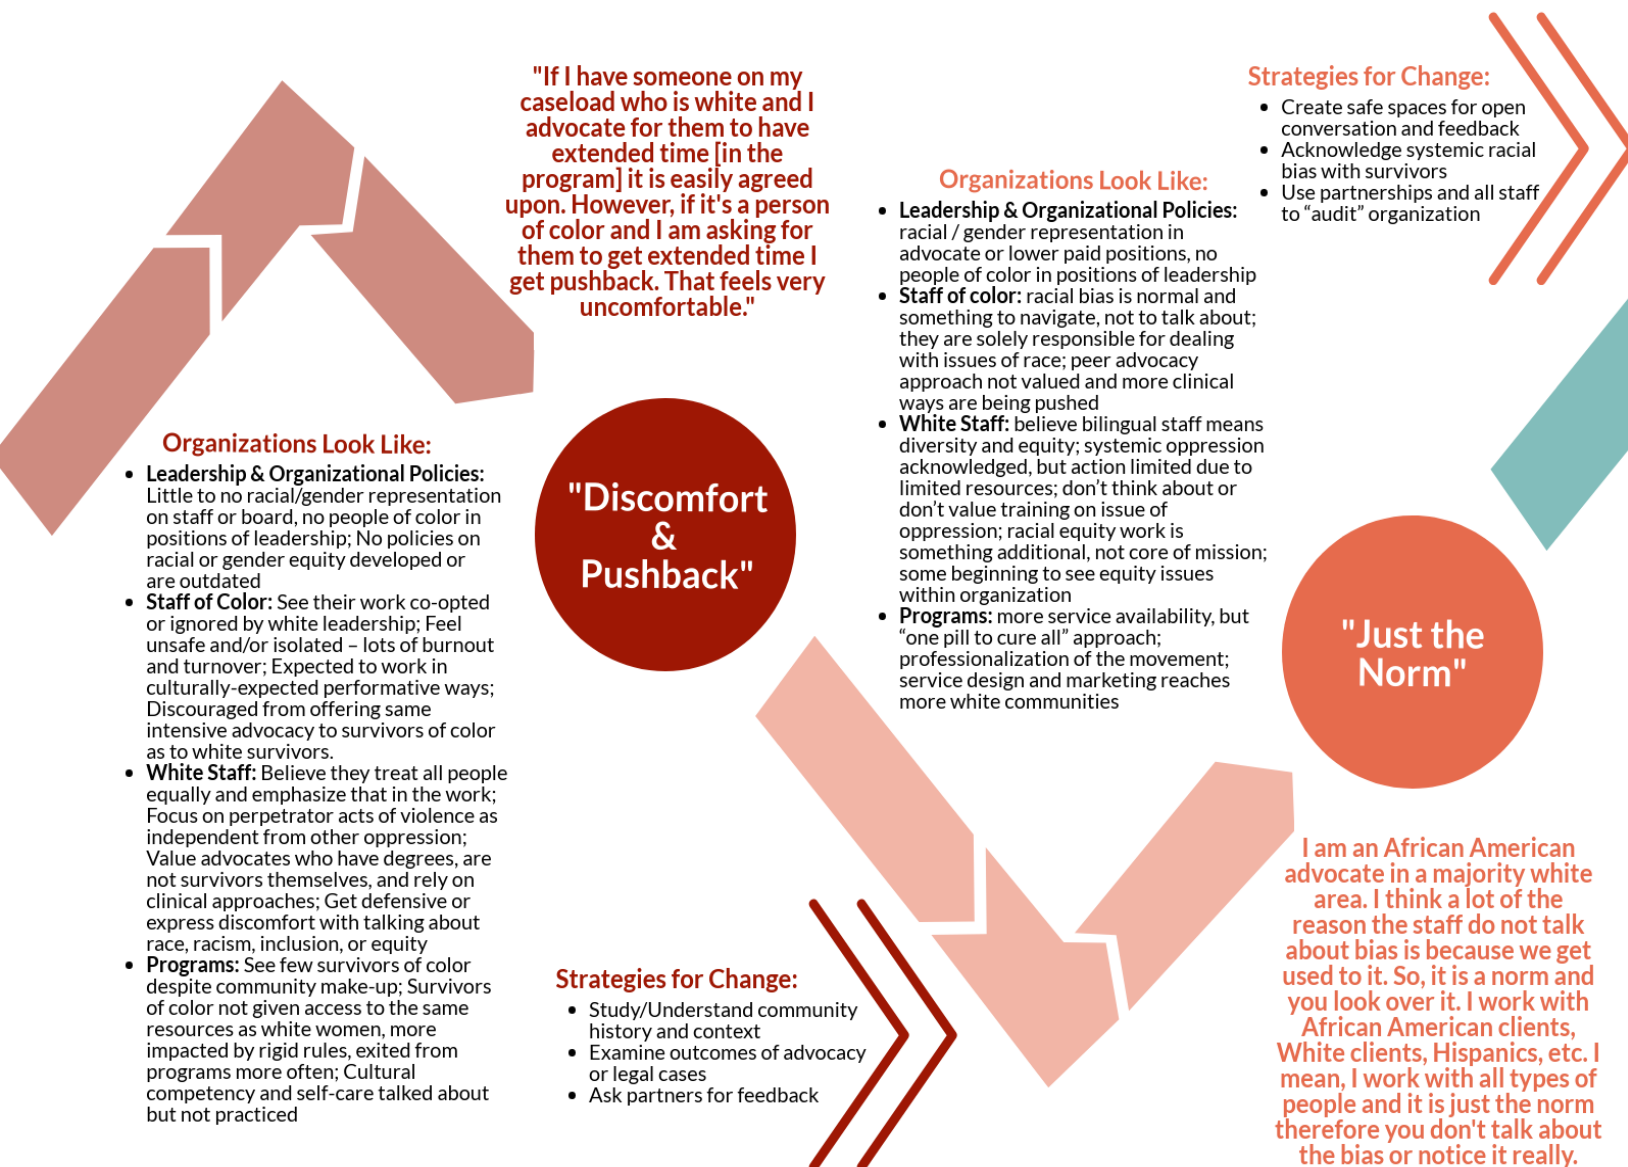 "If I have someone on my
caseload who is white and I
advocate for them to have
extended time [in the
program] it is easily agreed
upon. However, if it's a person
of color and I am asking for
them to get extended time I
get pushback. That feels very
uncomfortable."
Organizations Look Like:
• Leadership & Organizational Policies:
Little to no racial/gender representation
on staff or board, no people of color in
positions of leadership; No policies on
racial or gender equity developed or
are outdated
• Staff of Color: See their work co-opted
or ignored by white leadership; Feel
unsafe and/or isolated – lots of burnout
and turnover; Expected to work in
culturally-expected performative ways;
Discouraged from offering same
intensive advocacy to survivors of color
as to white survivors.
• White Staff: Believe they treat all people
equally and emphasize that in the work;
Focus on perpetrator acts of violence as
independent from other oppression;
Value advocates who have degrees, are
not survivors themselves, and rely on
clinical approaches; Get defensive or
express discomfort with talking about
race, racism, inclusion, or equity
• Programs: See few survivors of color
despite community make-up; Survivors
of color not given access to the same
resources as white women, more
impacted by rigid rules, exited from
programs more often; Cultural
competency and self-care talked about
but not practiced
"Discomfort
&
Pushback"
Strategies for Change:
• Study/Understand community
history and context
• Examine outcomes of advocacy
or legal cases
• Ask partners for feedback
Organizations Look Like:
• Leadership & Organizational Policies:
racial / gender representation in
advocate or lower paid positions, no
people of color in positions of leadership
• Staff of color: racial bias is normal and
something to navigate, not to talk about;
they are solely responsible for dealing
with issues of race; peer advocacy
approach not valued and more clinical
ways are being pushed
• White Staff: believe bilingual staff means
diversity and equity; systemic oppression
acknowledged, but action limited due to
limited resources; don’t think about or
don’t value training on issue of
oppression; racial equity work is
something additional, not core of mission;
some beginning to see equity issues
within organization
• Programs: more service availability, but
“one pill to cure all” approach;
professionalization of the movement;
service design and marketing reaches
more white communities
Strategies for Change:
• Create safe spaces for open
conversation and feedback
• Acknowledge systemic racial
bias with survivors
• Use partnerships and all staff
to “audit” organization
"Just the
Norm"
I am an African American
advocate in a majority white
area. I think a lot of the
reason the staff do not talk
about bias is because we get
used to it. So, it is a norm and
you look over it. I work with
African American clients,
White clients, Hispanics, etc. I
mean, I work with all types of
people and it is just the norm
therefore you don't talk about
the bias or notice it really.